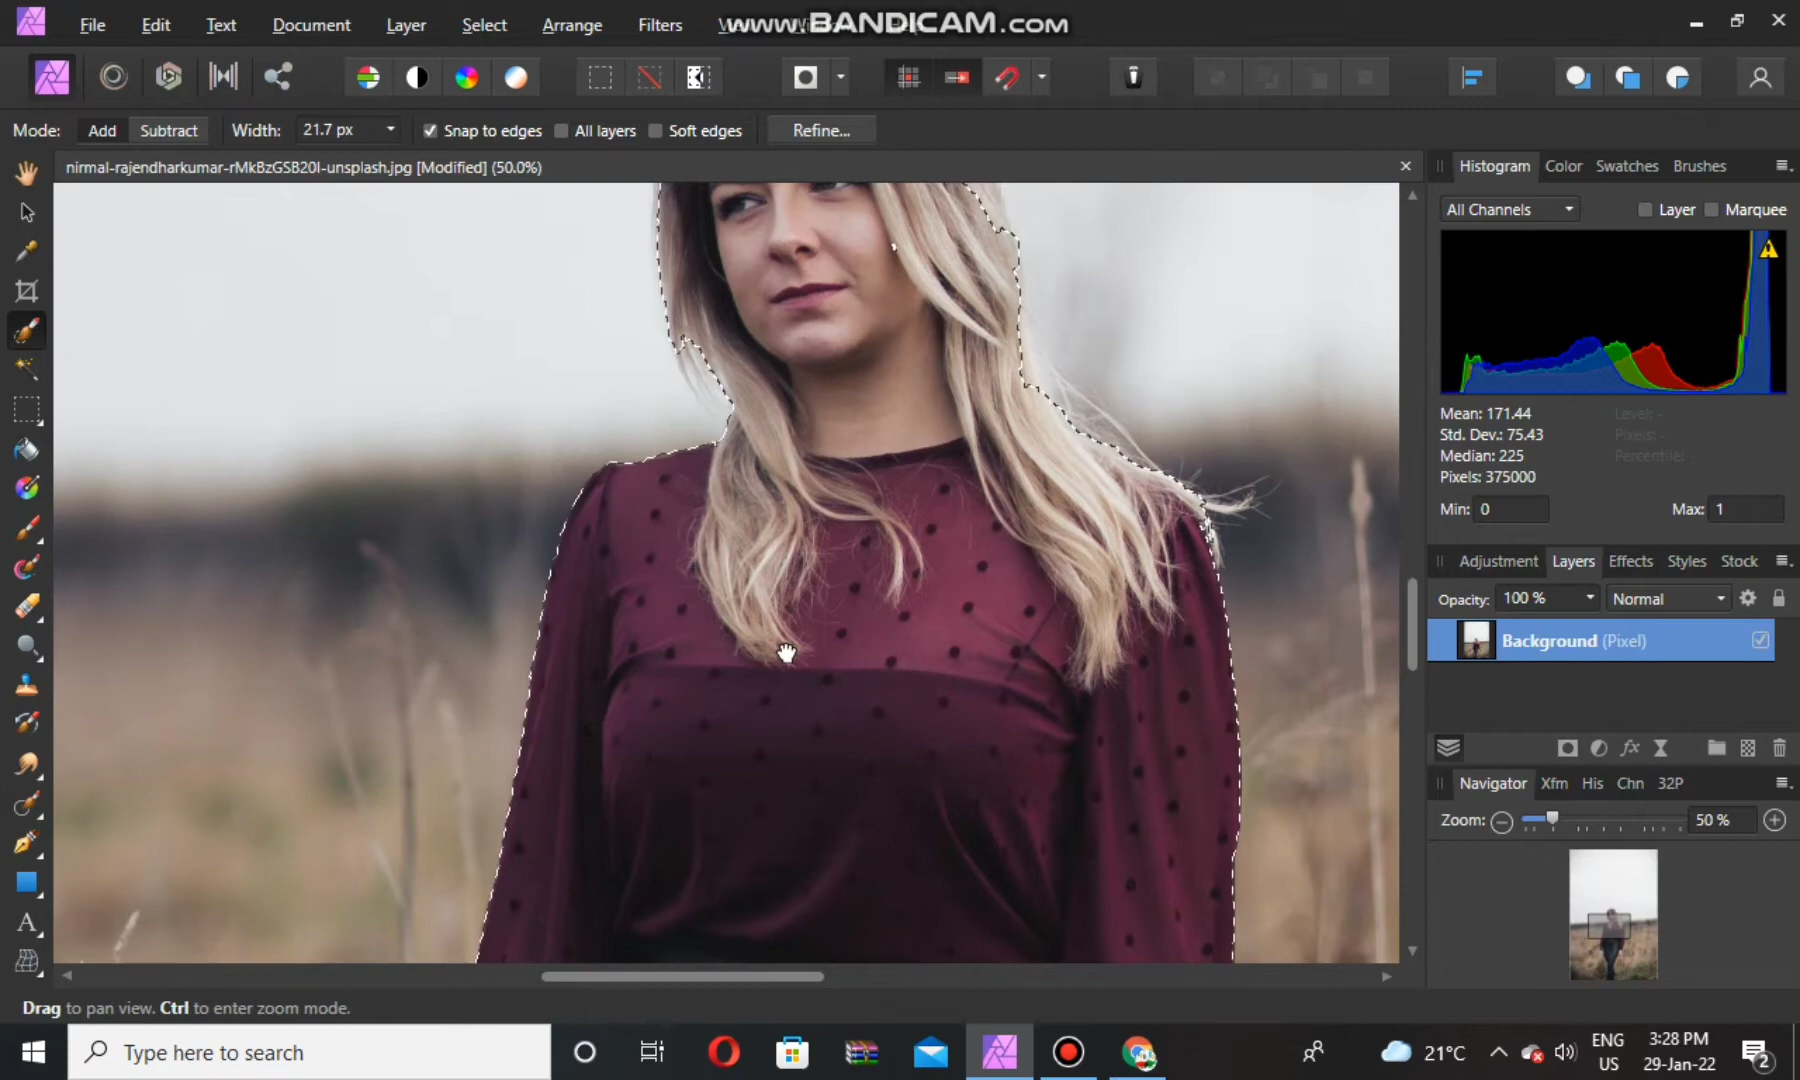 File Edit Text Document Layer Select Arrange Filters
www.BANDICAM.com
Mode: Add Subtract Width: 21.7 px Snap to edges All layers Soft edges Refine...
nirmal-rajendharkumar-rMkBzGSB20I-unsplash.jpg [Modified] (50.0%)
Histogram Color Swatches Brushes
All Channels Layer Marquee
Mean: 171.44 Level: -
Std. Dev.: 75.43 Pixels: -
Median: 225 Percentile: -
Pixels: 375000
Min: 0 Max: 1
Adjustment Layers Effects Styles Stock
Opacity: 100 % Normal
Background (Pixel)
fx
Navigator Xfm His Chn 32P
Zoom: 50 %
A
Drag to pan view. Ctrl to enter zoom mode.
Type here to search
21°C
ENG
US
3:28 PM
29-Jan-22
2